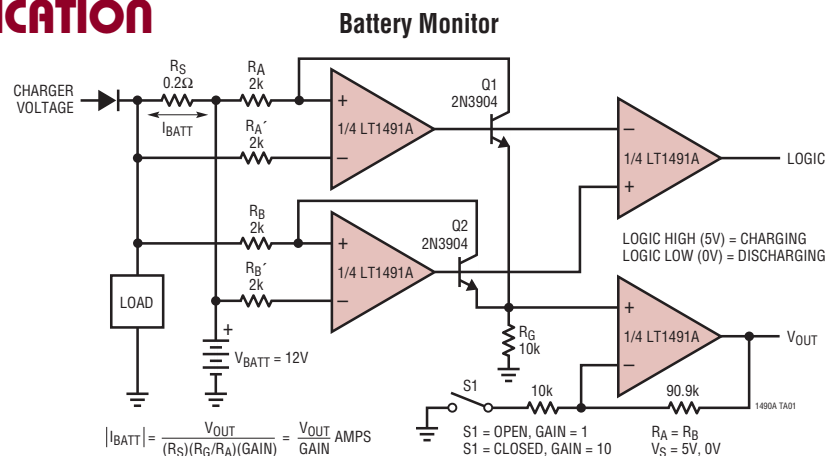 ICATION
Battery Monitor
CHARGER
VOLTAGE
RS
0.2Ω
IBATT
RA
2k
RA´
2k
+
1/4 LT1491A
–
Q1
2N3904
–
1/4 LT1491A
+
LOGIC
LOGIC HIGH (5V) = CHARGING
LOGIC LOW (0V) = DISCHARGING
RB
2k
RB´
2k
+
1/4 LT1491A
–
Q2
2N3904
LOAD
+
VBATT = 12V
RG
10k
+
1/4 LT1491A
–
VOUT
S1
10k
90.9k
1490A TA01
S1 = OPEN, GAIN = 1
S1 = CLOSED, GAIN = 10
RA = RB
VS = 5V, 0V
|IBATT| = VOUT / (RS)(RG/RA)(GAIN) = VOUT / GAIN AMPS